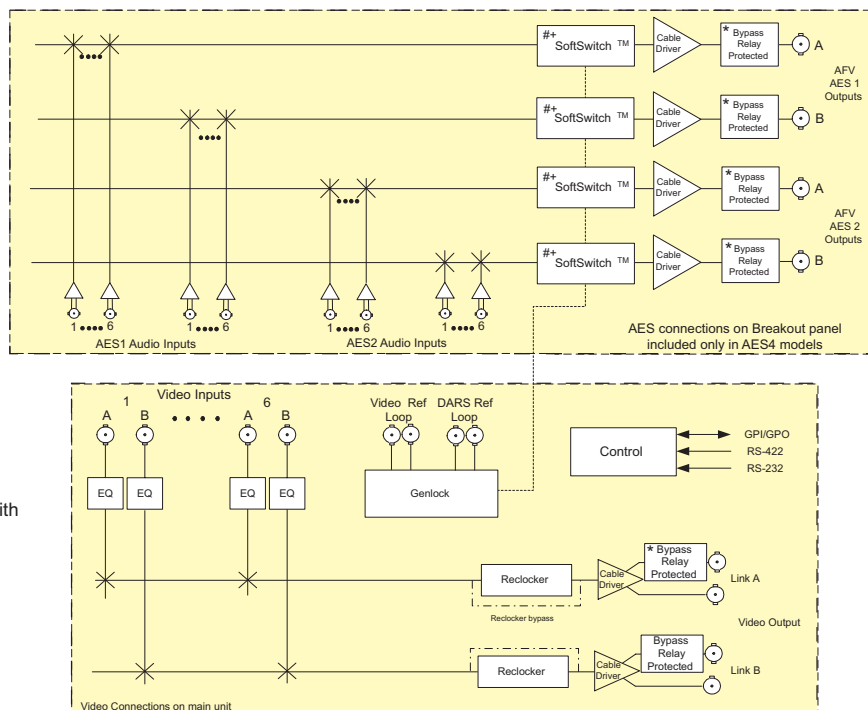 #+
SoftSwitch TM
Cable
Driver
* Bypass
Relay
Protected
A
AFV
AES 1
Outputs
#+
SoftSwitch TM
Cable
Driver
* Bypass
Relay
Protected
B
#+
SoftSwitch TM
Cable
Driver
* Bypass
Relay
Protected
A
AFV
AES 2
Outputs
#+
SoftSwitch TM
Cable
Driver
* Bypass
Relay
Protected
B
1 6
1 6
1 6
1 6
AES1 Audio Inputs
AES2 Audio Inputs
AES connections on Breakout panel
included only in AES4 models
Video Inputs
1 6
A B A B
Video Ref
Loop
DARS Ref
Loop
EQ EQ EQ EQ
Genlock
Control
GPI/GPO
RS-422
RS-232
ith
Reclocker
Reclocker bypass
Cable
Driver
* Bypass
Relay
Protected
Link A
Video Output
Reclocker
Cable
Driver
Bypass
Relay
Protected
Link B
Video Connections on main unit